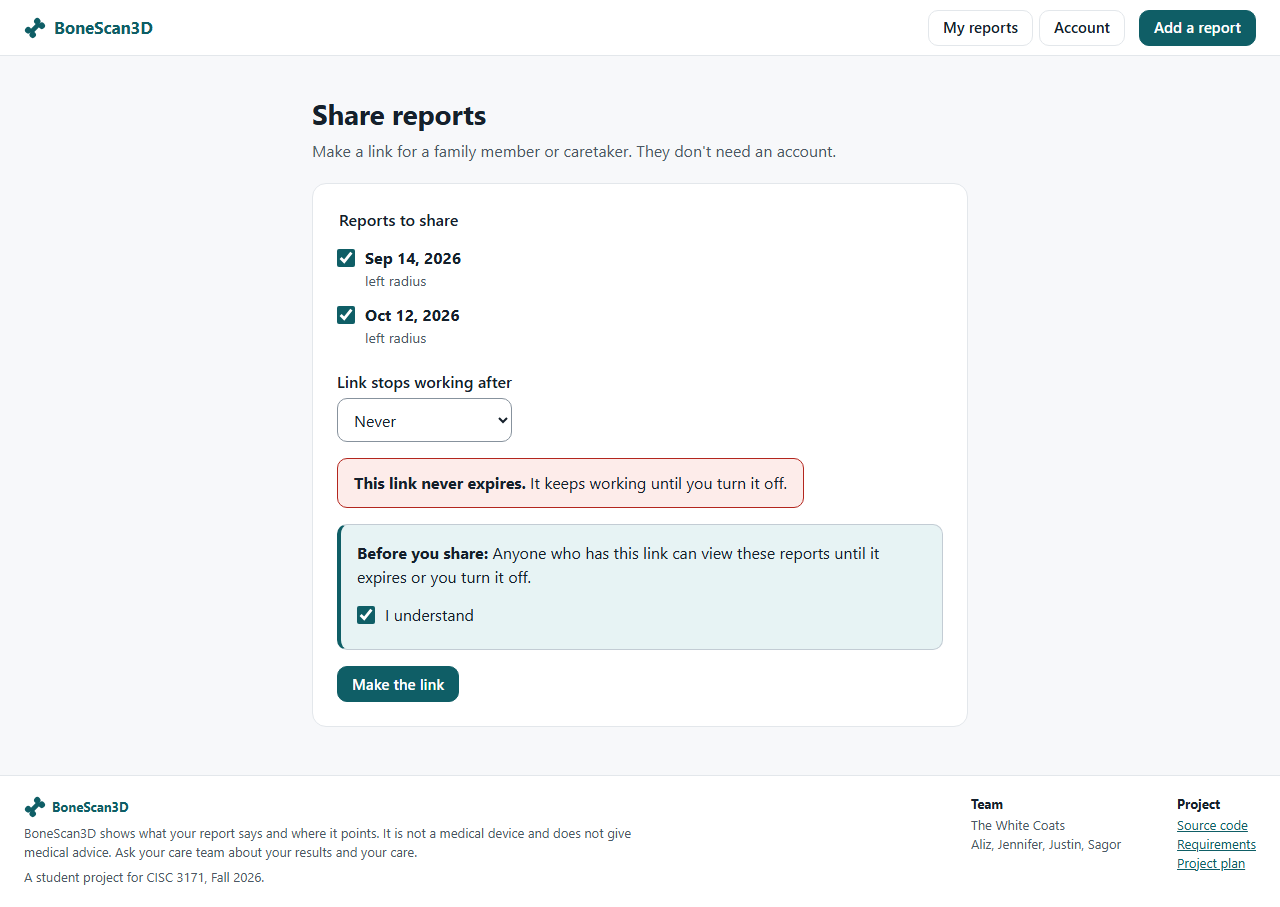 BoneScan3D
My reports
Account
Add a report
Share reports
Make a link for a family member or caretaker. They don't need an account.
Reports to share
Sep 14, 2026
left radius
Oct 12, 2026
left radius
Link stops working after
Never
This link never expires. It keeps working until you turn it off.
Before you share: Anyone who has this link can view these reports until it
expires or you turn it off.
I understand
Make the link
BoneScan3D
BoneScan3D shows what your report says and where it points. It is not a medical device and does not give
medical advice. Ask your care team about your results and your care.
A student project for CISC 3171, Fall 2026.
Team
The White Coats
Aliz, Jennifer, Justin, Sagor
Project
Source code
Requirements
Project plan